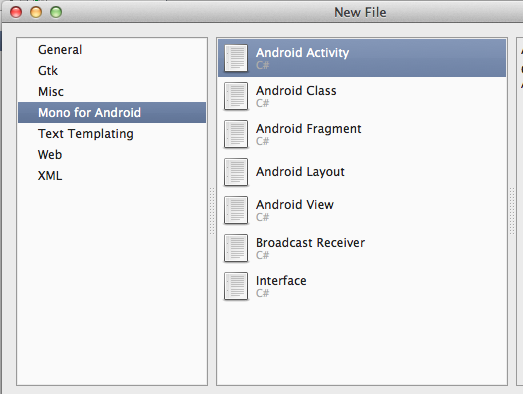 New File
General
Gtk
Misc
Mono for Android
Text Templating
Web
XML
Android Activity
C#
Android Class
C#
Android Fragment
C#
Android Layout
Android View
C#
Broadcast Receiver
C#
Interface
C#